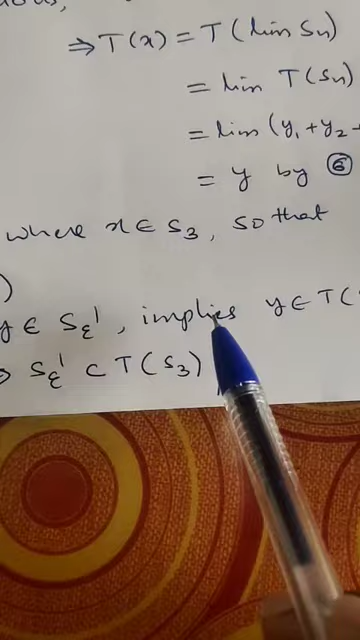 ⇒ T(x) = T(lim Sn)
= lim T(Sn)
= lim (y₁ + y₂ +
= y by ⑥
where x ∈ S₃, so that
)
y ∈ Sε', implies y ∈ T(
⇒ Sε' ⊂ T(S₃)